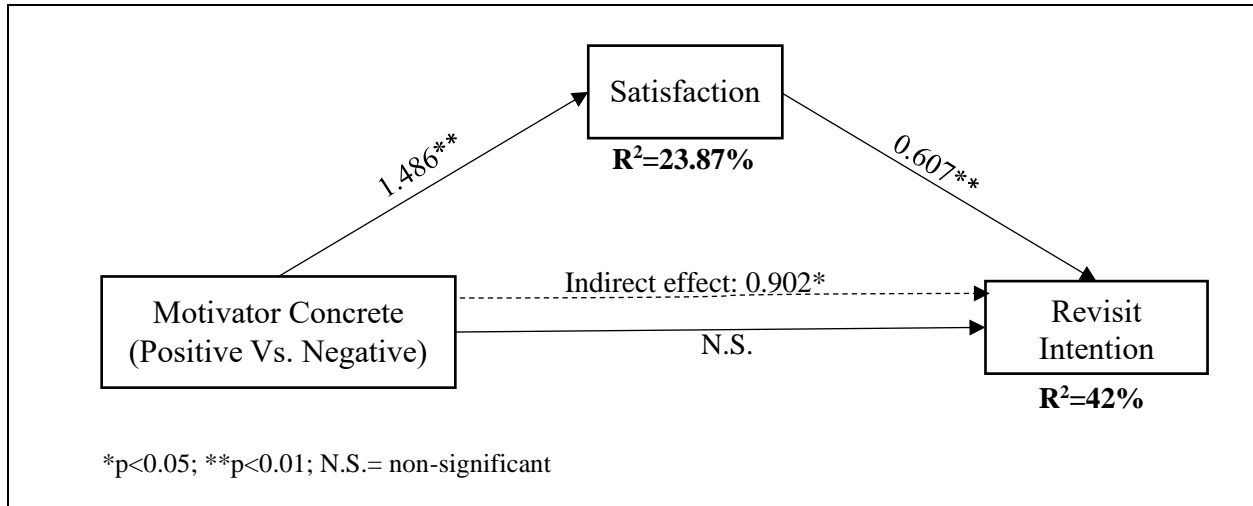 Satisfaction
R²=23.87%
1.486**
0.607**
Indirect effect: 0.902*
Motivator Concrete
(Positive Vs. Negative)
N.S.
Revisit
Intention
R²=42%
*p<0.05; **p<0.01; N.S.= non-significant